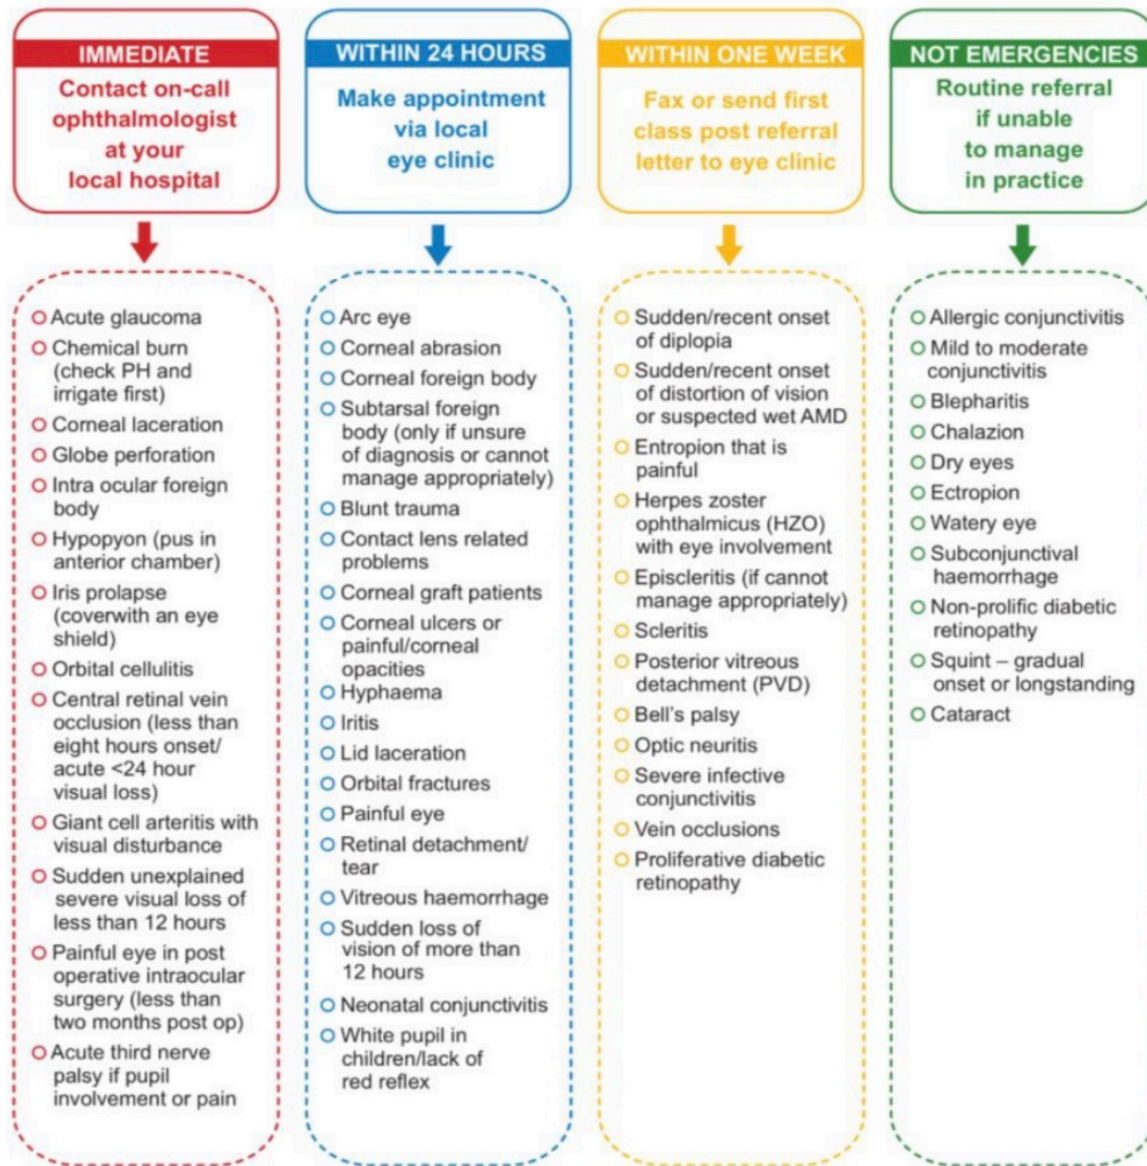 IMMEDIATE
Contact on-call
ophthalmologist
at your
local hospital
Acute glaucoma
Chemical burn
(check PH and
irrigate first)
Corneal laceration
Globe perforation
Intra ocular foreign
body
Hypopyon (pus in
anterior chamber)
Iris prolapse
(coverwith an eye
shield)
Orbital cellulitis
Central retinal vein
occlusion (less than
eight hours onset/
acute <24 hour
visual loss)
Giant cell arteritis with
visual disturbance
Sudden unexplained
severe visual loss of
less than 12 hours
Painful eye in post
operative intraocular
surgery (less than
two months post op)
Acute third nerve
palsy if pupil
involvement or pain
WITHIN 24 HOURS
Make appointment
via local
eye clinic
Arc eye
Corneal abrasion
Corneal foreign body
Subtarsal foreign
body (only if unsure
of diagnosis or cannot
manage appropriately)
Blunt trauma
Contact lens related
problems
Corneal graft patients
Corneal ulcers or
painful/corneal
opacities
Hyphaema
Iritis
Lid laceration
Orbital fractures
Painful eye
Retinal detachment/
tear
Vitreous haemorrhage
Sudden loss of
vision of more than
12 hours
Neonatal conjunctivitis
White pupil in
children/lack of
red reflex
WITHIN ONE WEEK
Fax or send first
class post referral
letter to eye clinic
Sudden/recent onset
of diplopia
Sudden/recent onset
of distortion of vision
or suspected wet AMD
Entropion that is
painful
Herpes zoster
ophthalmicus (HZO)
with eye involvement
Episcleritis (if cannot
manage appropriately)
Scleritis
Posterior vitreous
detachment (PVD)
Bell's palsy
Optic neuritis
Severe infective
conjunctivitis
Vein occlusions
Proliferative diabetic
retinopathy
NOT EMERGENCIES
Routine referral
if unable
to manage
in practice
Allergic conjunctivitis
Mild to moderate
conjunctivitis
Blepharitis
Chalazion
Dry eyes
Ectropion
Watery eye
Subconjunctival
haemorrhage
Non-prolific diabetic
retinopathy
Squint – gradual
onset or longstanding
Cataract